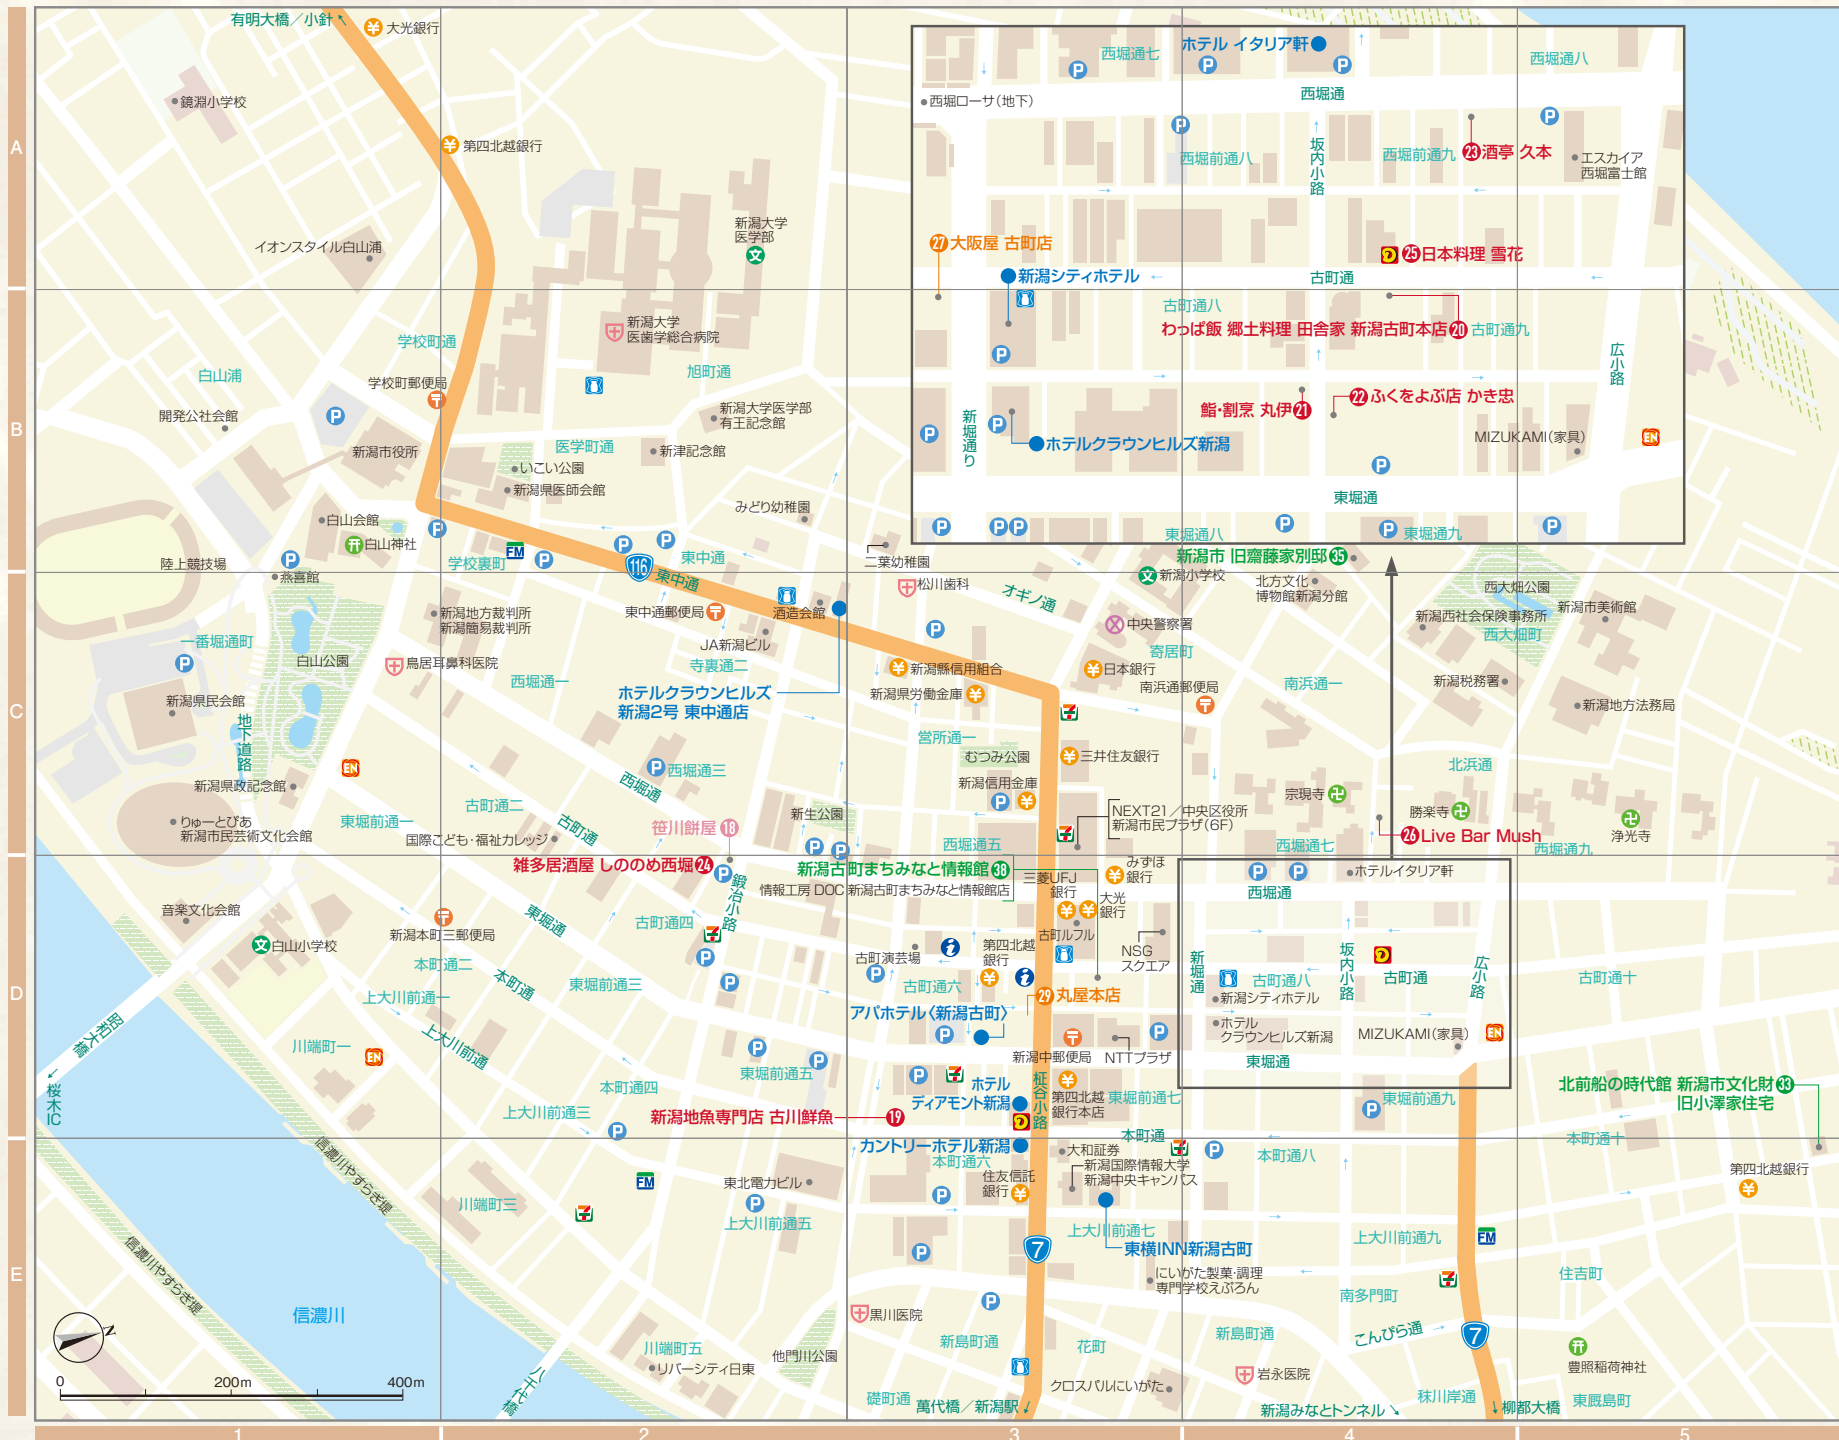 有明大橋／小針↖
大光銀行
鏡淵小学校
第四北越銀行
イオンスタイル白山浦
新潟大学
医学部
新潟大学
医歯学総合病院
学校町通
白山浦
旭町通
学校町郵便局
開発公社会館
新潟市役所
新潟大学医学部
有壬記念館
医学町通
新津記念館
いこい公園
新潟県医師会館
みどり幼稚園
白山会館
白山神社
陸上競技場
燕喜館
学校裏町
FM
116
東中通
東中通
二葉幼稚園
松川歯科
オギノ通
ホテル イタリア軒
西堀通七
西堀通八
西堀ローサ（地下）
西堀通
西堀前通八
坂内小路
西堀前通九
23 酒亭 久本
エスカイア
西堀富士館
27 大阪屋 古町店
新潟シティホテル
25 日本料理 雪花
古町通
古町通八
わっぱ飯 郷土料理 田舎家 新潟古町本店 20
古町通九
広小路
鮨・割烹 丸伊 21
22 ふくをよぶ店 かき忠
新堀通り
ホテルクラウンヒルズ新潟
MIZUKAMI（家具）
EN
東堀通
東堀通八
東堀通九
新潟市 旧齋藤家別邸 35
新潟小学校
北方文化
博物館新潟分館
西大畑公園
新潟西社会保険事務所
新潟市美術館
西大畑町
新潟地方裁判所
新潟簡易裁判所
東中通郵便局
酒造会館
JA新潟ビル
寺裏通二
一番堀通町
白山公園
鳥居耳鼻科医院
西堀通一
新潟県民会館
地下道路
ホテルクラウンヒルズ
新潟2号 東中通店
新潟縣信用組合
新潟県労働金庫
中央警察署
日本銀行
寄居町
南浜通郵便局
南浜通一
新潟税務署
新潟地方法務局
営所通一
むつみ公園
三井住友銀行
新潟信用金庫
NEXT21／中央区役所
新潟市民プラザ（6F）
北浜通
宗現寺
勝楽寺
浄光寺
26 Live Bar Mush
西堀通七
西堀通九
新潟県政記念館
EN
りゅーとぴあ
新潟市民芸術文化会館
東堀前通一
古町通二
西堀通三
西堀通
古町通
国際こども・福祉カレッジ
笹川餅屋 18
新生公園
西堀通五
雑多居酒屋 しののめ西堀 24
新潟古町まちみなと情報館 38
情報工房 DOC 新潟古町まちみなと情報館店
三菱UFJ
銀行
みずほ
銀行
大光
銀行
古町ルフル
NSG
スクエア
鍛冶小路
音楽文化会館
白山小学校
新潟本町三郵便局
東堀通
古町通四
本町通二
本町通
東堀前通三
上大川前通一
上大川前通
古町演芸場
第四北越
銀行
古町通六
29 丸屋本店
アパホテル〈新潟古町〉
新潟中郵便局
NTTプラザ
ホテルイタリア軒
西堀通
新堀通
坂内小路
広小路
古町通八
古町通
新潟シティホテル
ホテル
クラウンヒルズ新潟
MIZUKAMI（家具）
EN
東堀通
古町通十
昭和大橋
川端町一
EN
↙桜木IC
本町通四
東堀前通五
上大川前通三
新潟地魚専門店 古川鮮魚 19
ホテル
ディアモント新潟
柾谷小路
第四北越
銀行本店
東堀前通七
東堀前通九
北前船の時代館 新潟市文化財 33
旧小澤家住宅
カントリーホテル新潟
本町通六
本町通
大和証券
新潟国際情報大学
新潟中央キャンパス
住友信託
銀行
本町通八
本町通十
第四北越銀行
信濃川やすらぎ堤
信濃川やすらぎ堤
川端町三
FM
東北電力ビル
上大川前通五
上大川前通七
東横INN新潟古町
7
にいがた製菓・調理
専門学校えぷろん
上大川前通九
FM
住吉町
南多門町
信濃川
黒川医院
新島町通
花町
新島町通
こんぴら通
7
豊照稲荷神社
川端町五
リバーシティ日東
他門川公園
八千代橋
礎町通
萬代橋／新潟駅↙
クロスパルにいがた
岩永医院
新潟みなとトンネル↘
秣川岸通
↓柳都大橋
東厩島町
N
0 200m 400m
A
B
C
D
E
1 2 3 4 5